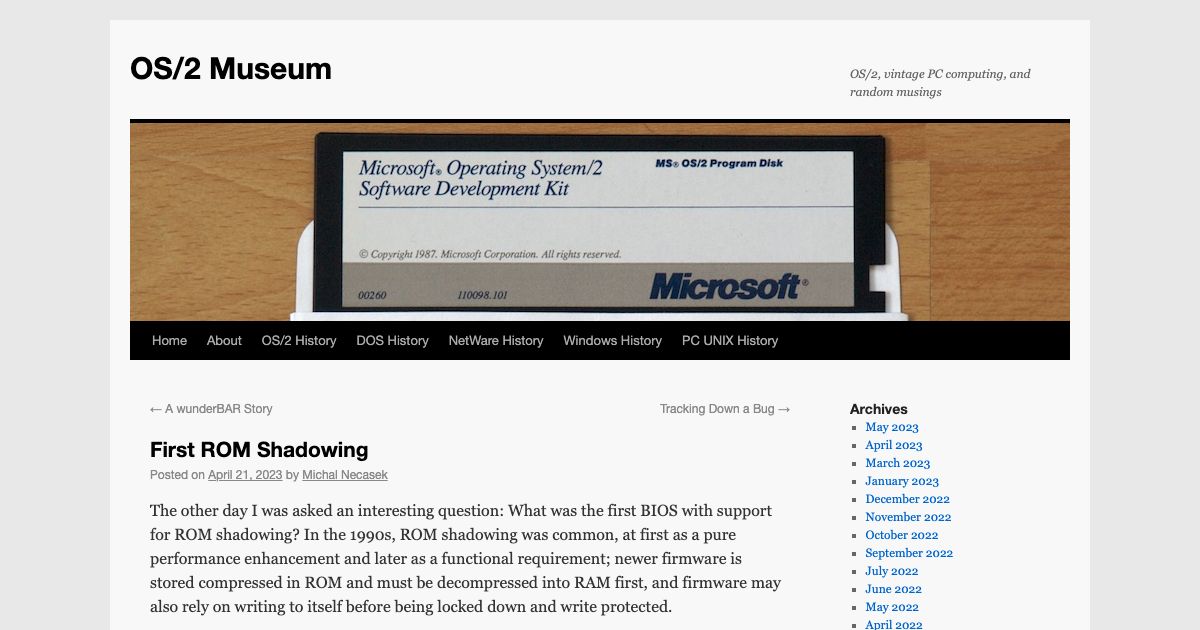 OS/2 Museum
OS/2, vintage PC computing, and
random musings
Microsoft® Operating System/2
Software Development Kit
MS® OS/2 Program Disk
© Copyright 1987. Microsoft Corporation. All rights reserved.
00260
110098.101
Microsoft®
Home
About
OS/2 History
DOS History
NetWare History
Windows History
PC UNIX History
← A wunderBAR Story
Tracking Down a Bug →
First ROM Shadowing
Posted on April 21, 2023 by Michal Necasek
The other day I was asked an interesting question: What was the first BIOS with support
for ROM shadowing? In the 1990s, ROM shadowing was common, at first as a pure
performance enhancement and later as a functional requirement; newer firmware is
stored compressed in ROM and must be decompressed into RAM first, and firmware may
also rely on writing to itself before being locked down and write protected.
Archives
May 2023
April 2023
March 2023
January 2023
December 2022
November 2022
October 2022
September 2022
July 2022
June 2022
May 2022
April 2022